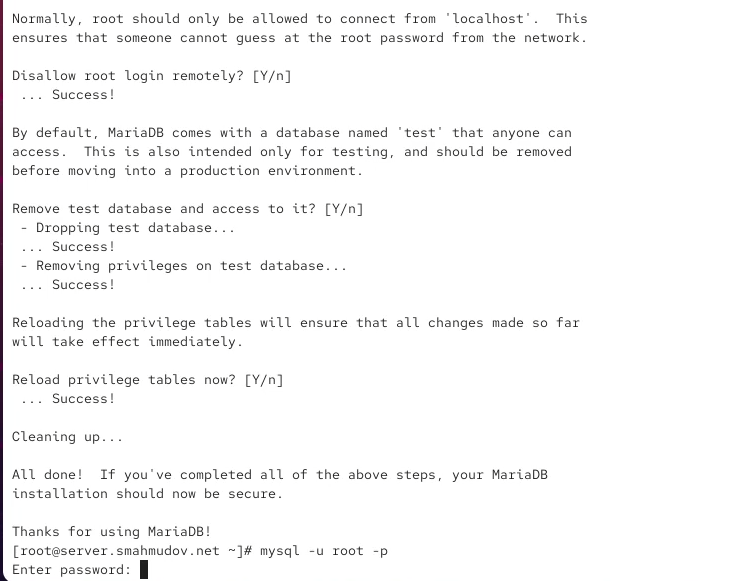 Normally, root should only be allowed to connect from 'localhost'.  This
ensures that someone cannot guess at the root password from the network.
Disallow root login remotely? [Y/n]
 ... Success!
By default, MariaDB comes with a database named 'test' that anyone can
access.  This is also intended only for testing, and should be removed
before moving into a production environment.
Remove test database and access to it? [Y/n]
 - Dropping test database...
 ... Success!
 - Removing privileges on test database...
 ... Success!
Reloading the privilege tables will ensure that all changes made so far
will take effect immediately.
Reload privilege tables now? [Y/n]
 ... Success!
Cleaning up...
All done!  If you've completed all of the above steps, your MariaDB
installation should now be secure.
Thanks for using MariaDB!
[root@server.smahmudov.net ~]# mysql -u root -p
Enter password: